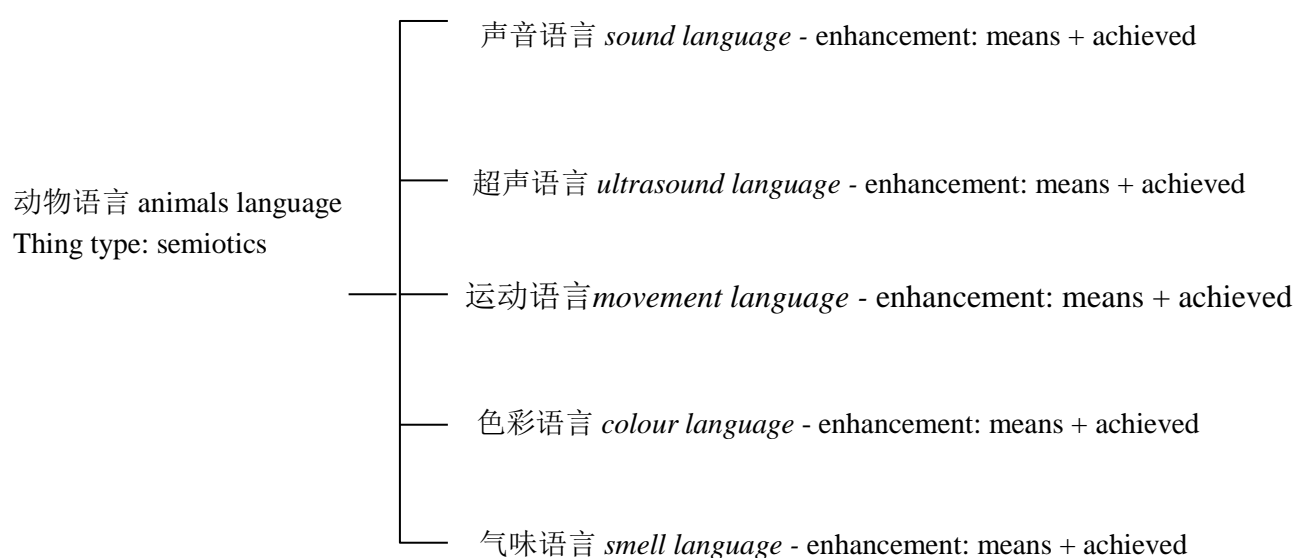 声音语言 sound language - enhancement: means + achieved
超声语言 ultrasound language - enhancement: means + achieved
动物语言 animals language
Thing type: semiotics
运动语言movement language - enhancement: means + achieved
色彩语言 colour language - enhancement: means + achieved
气味语言 smell language - enhancement: means + achieved